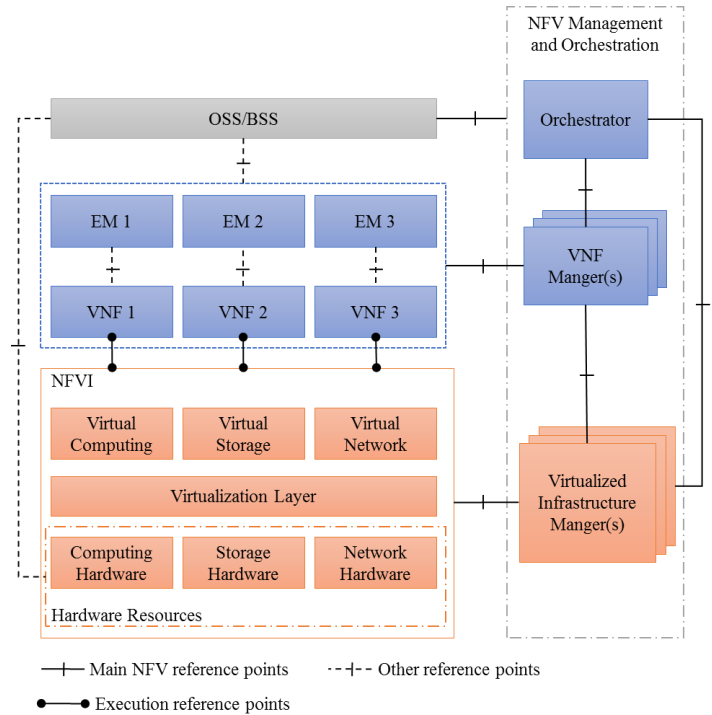 NFV Management
and Orchestration
OSS/BSS
Orchestrator
EM 1
EM 2
EM 3
VNF
Manger(s)
VNF 1
VNF 2
VNF 3
NFVI
Virtual
Computing
Virtual
Storage
Virtual
Network
Virtualization Layer
Virtualized
Infrastructure
Manger(s)
Computing
Hardware
Storage
Hardware
Network
Hardware
Hardware Resources
Main NFV reference points
Other reference points
Execution reference points